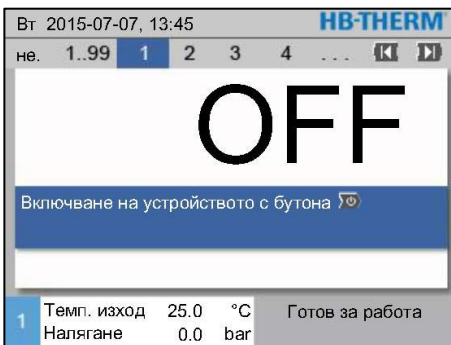 Вт 2015-07-07, 13:45 HB-THERM
не. 1..99 1 2 3 4 ...
OFF
Включване на устройството с бутона
1 Темп. изход 25.0 °C Готов за работа
Налягане 0.0 bar